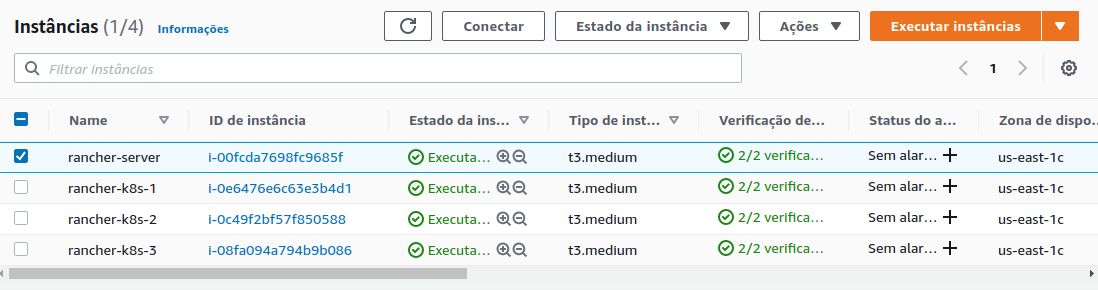 Instâncias (1/4) Informações Conectar Estado da instância Ações Executar instâncias
Filtrar instâncias 1
Name ID de instância Estado da ins... Tipo de inst... Verificação de... Status do a... Zona de dispo...
rancher-server i-00fcda7698fc9685f Executa... t3.medium 2/2 verifica... Sem alar... us-east-1c
rancher-k8s-1 i-0e6476e6c63e3b4d1 Executa... t3.medium 2/2 verifica... Sem alar... us-east-1c
rancher-k8s-2 i-0c49f2bf57f850588 Executa... t3.medium 2/2 verifica... Sem alar... us-east-1c
rancher-k8s-3 i-08fa094a794b9b086 Executa... t3.medium 2/2 verifica... Sem alar... us-east-1c